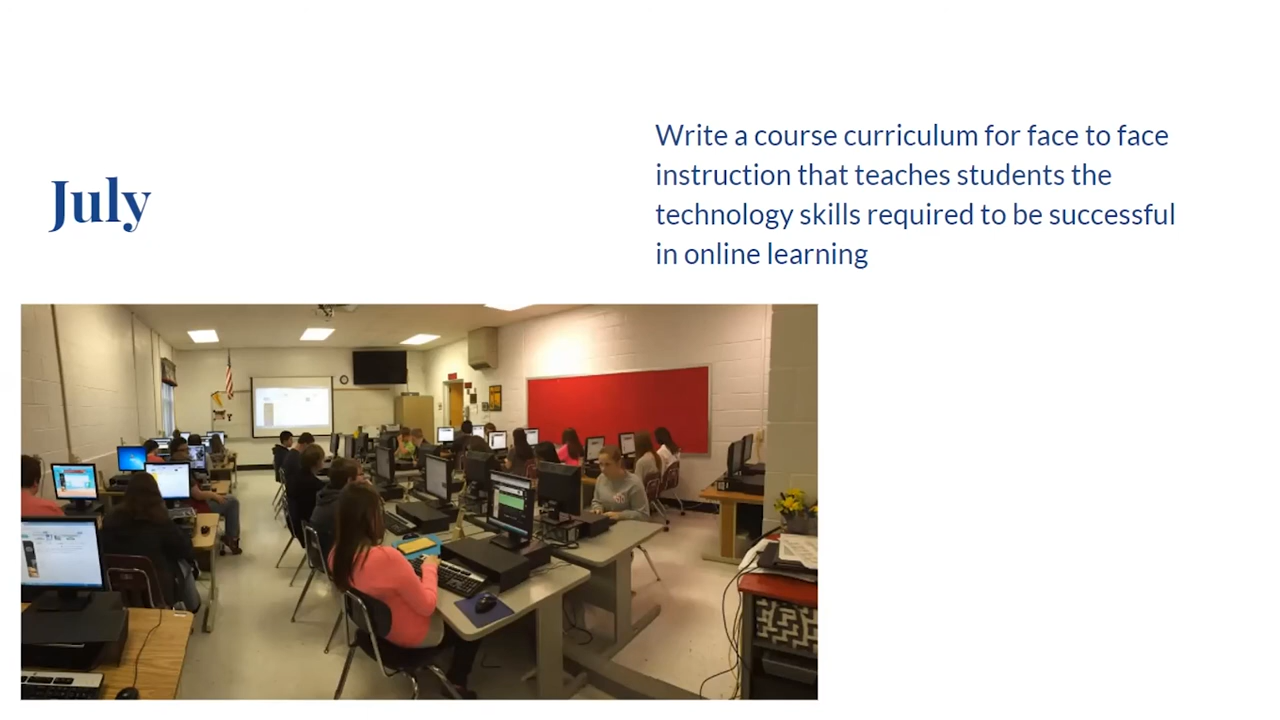 July
Write a course curriculum for face to face
instruction that teaches students the
technology skills required to be successful
in online learning